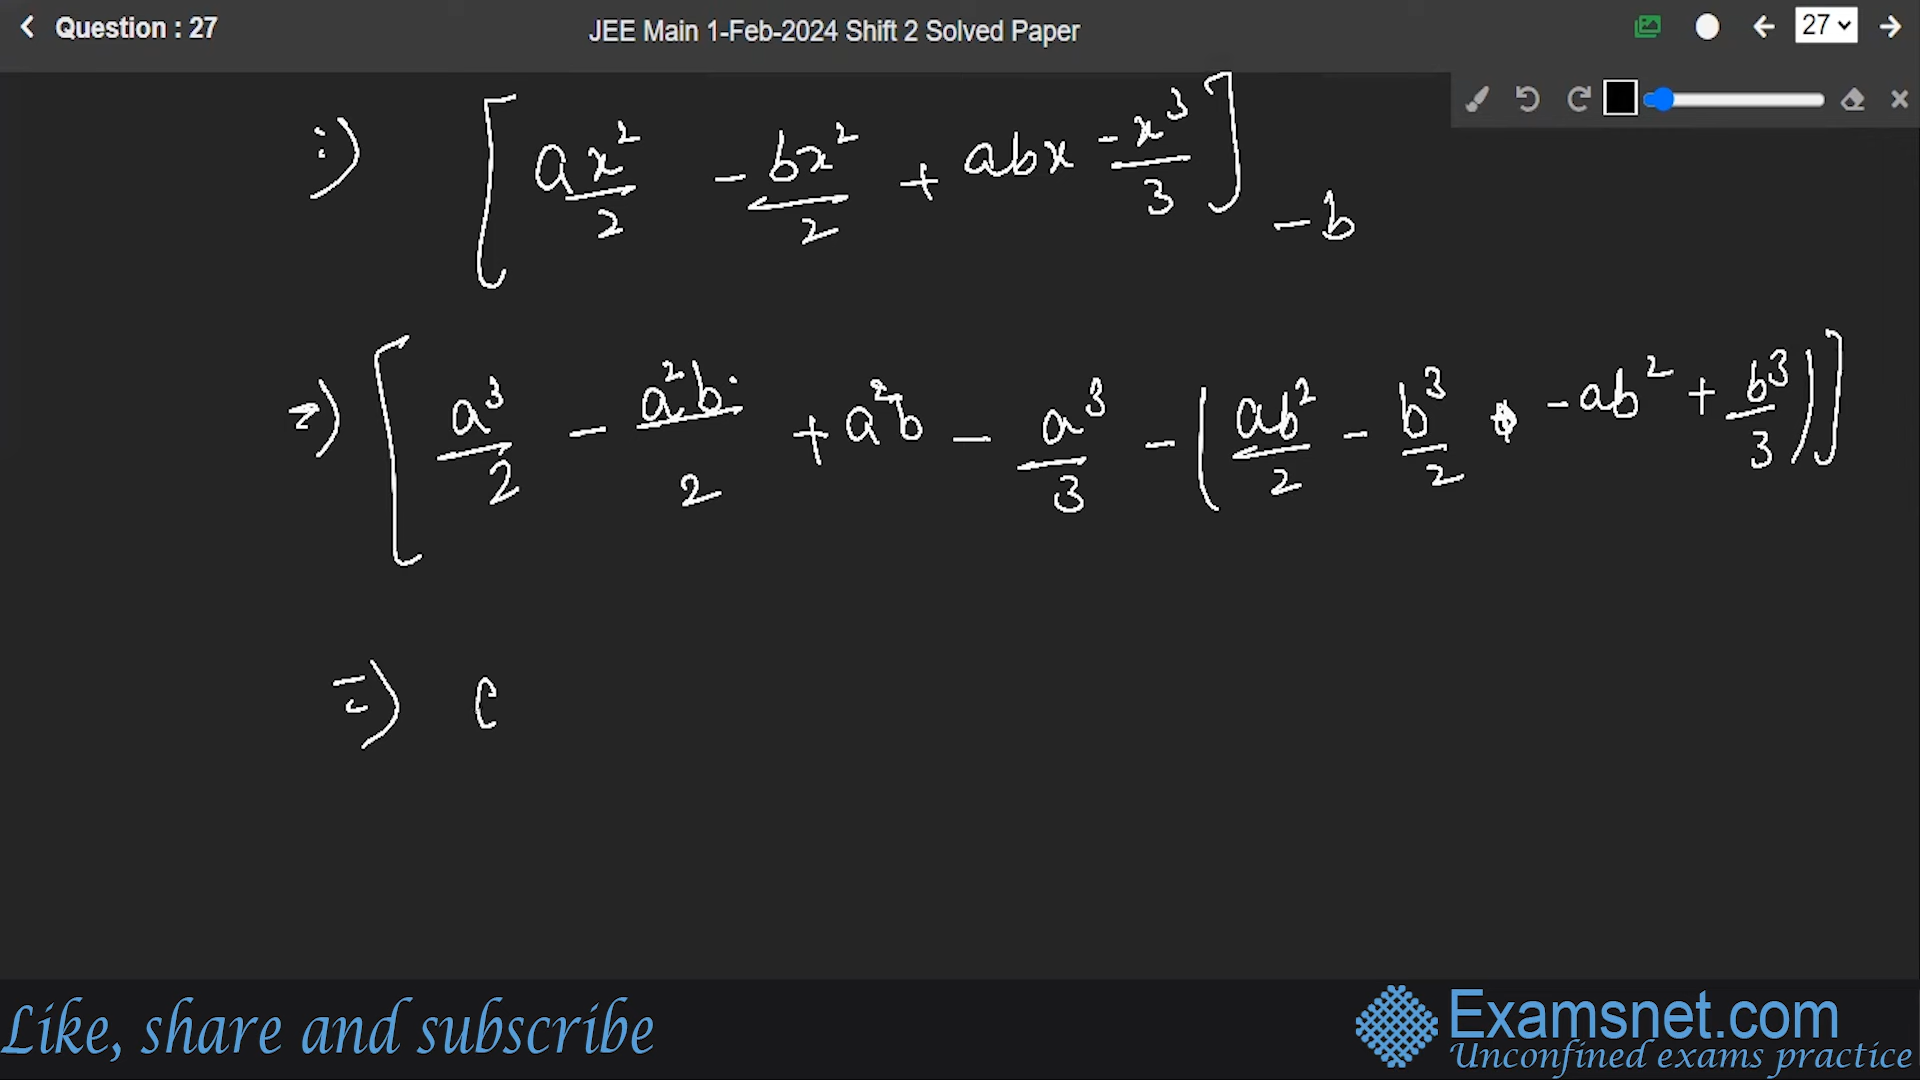 Question : 27
JEE Main 1-Feb-2024 Shift 2 Solved Paper
27
⇒) [ax²/2 - bx²/2 + abx - x³/3]
-b
⇒) [a³/2 - a²b/2 + a²b - a³/3 - (ab²/2 - b³/2 - ab² + b³/3)]
⇒)
Like, share and subscribe
Examsnet.com
Unconfined exams practice